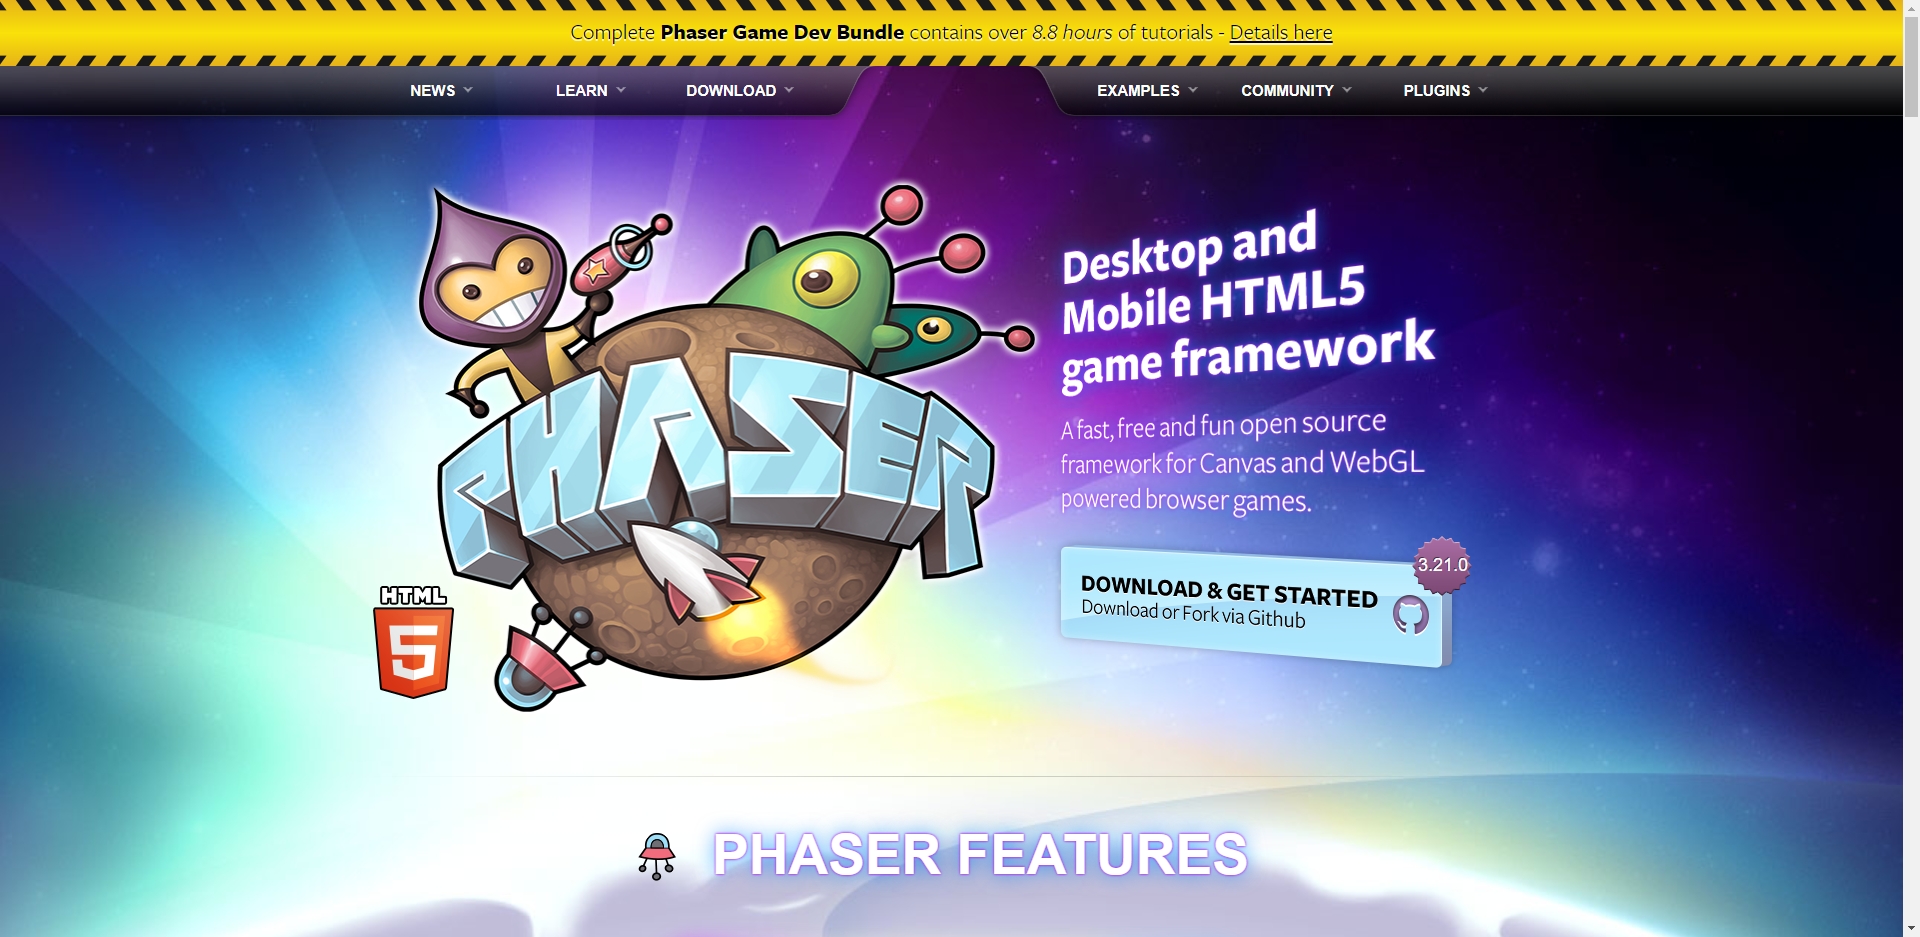 Complete Phaser Game Dev Bundle contains over 8.8 hours of tutorials - Details here
NEWS
LEARN
DOWNLOAD
EXAMPLES
COMMUNITY
PLUGINS
PHASER
HTML
5
Desktop and
Mobile HTML5
game framework
A fast, free and fun open source
framework for Canvas and WebGL
powered browser games.
3.21.0
DOWNLOAD & GET STARTED
Download or Fork via Github
PHASER FEATURES